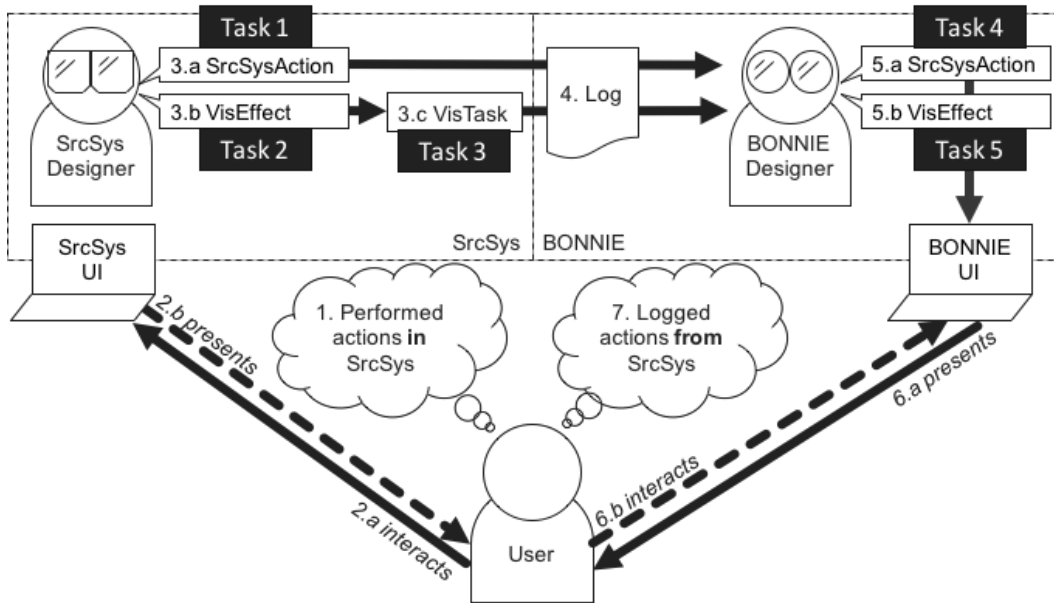 Task 1
3.a SrcSysAction
3.b VisEffect
Task 2
3.c VisTask
Task 3
SrcSys
Designer
4. Log
BONNIE
Designer
Task 4
5.a SrcSysAction
5.b VisEffect
Task 5
SrcSys
BONNIE
SrcSys
UI
BONNIE
UI
1. Performed
actions in
SrcSys
7. Logged
actions from
SrcSys
2.b presents
2.a interacts
6.b interacts
6.a presents
User